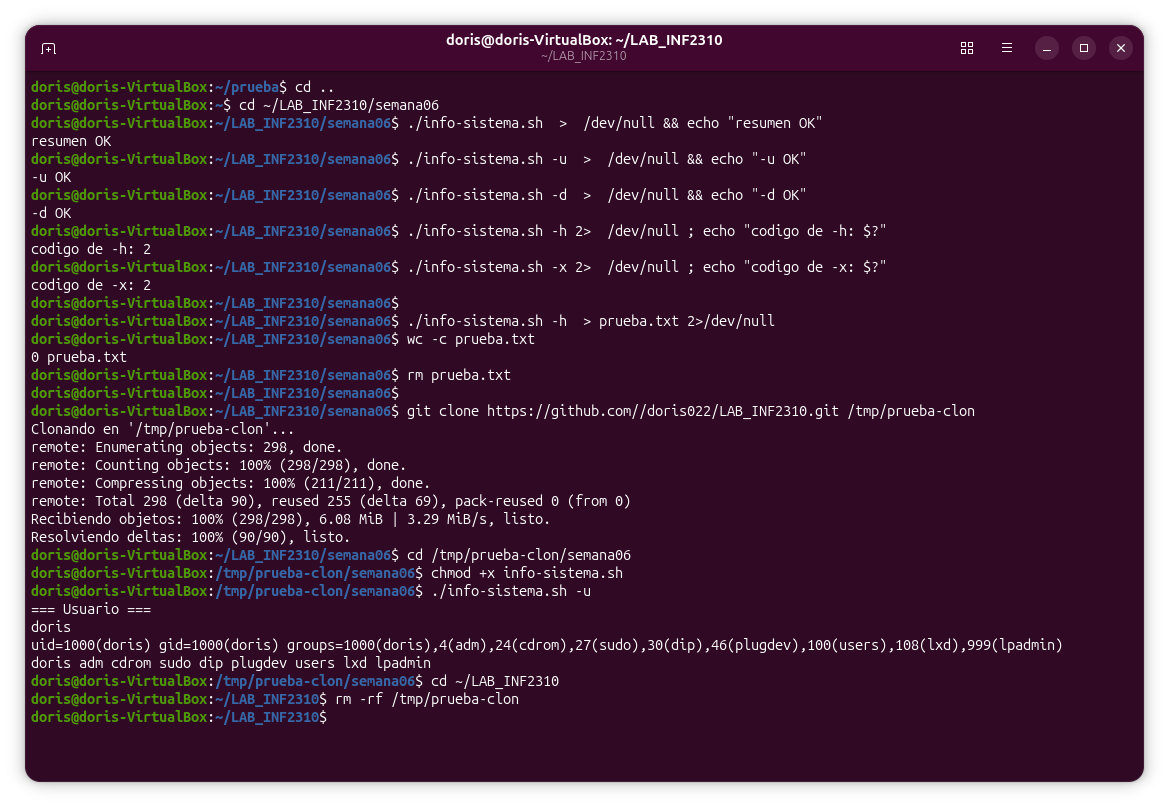 doris@doris-VirtualBox: ~/LAB_INF2310
~/LAB_INF2310
doris@doris-VirtualBox:~/prueba$ cd ..
doris@doris-VirtualBox:~$ cd ~/LAB_INF2310/semana06
doris@doris-VirtualBox:~/LAB_INF2310/semana06$ ./info-sistema.sh  >  /dev/null && echo "resumen OK"
resumen OK
doris@doris-VirtualBox:~/LAB_INF2310/semana06$ ./info-sistema.sh -u  >  /dev/null && echo "-u OK"
-u OK
doris@doris-VirtualBox:~/LAB_INF2310/semana06$ ./info-sistema.sh -d  >  /dev/null && echo "-d OK"
-d OK
doris@doris-VirtualBox:~/LAB_INF2310/semana06$ ./info-sistema.sh -h 2>  /dev/null ; echo "codigo de -h: $?"
codigo de -h: 2
doris@doris-VirtualBox:~/LAB_INF2310/semana06$ ./info-sistema.sh -x 2>  /dev/null ; echo "codigo de -x: $?"
codigo de -x: 2
doris@doris-VirtualBox:~/LAB_INF2310/semana06$
doris@doris-VirtualBox:~/LAB_INF2310/semana06$ ./info-sistema.sh -h  > prueba.txt 2>/dev/null
doris@doris-VirtualBox:~/LAB_INF2310/semana06$ wc -c prueba.txt
0 prueba.txt
doris@doris-VirtualBox:~/LAB_INF2310/semana06$ rm prueba.txt
doris@doris-VirtualBox:~/LAB_INF2310/semana06$
doris@doris-VirtualBox:~/LAB_INF2310/semana06$ git clone https://github.com//doris022/LAB_INF2310.git /tmp/prueba-clon
Clonando en '/tmp/prueba-clon'...
remote: Enumerating objects: 298, done.
remote: Counting objects: 100% (298/298), done.
remote: Compressing objects: 100% (211/211), done.
remote: Total 298 (delta 90), reused 255 (delta 69), pack-reused 0 (from 0)
Recibiendo objetos: 100% (298/298), 6.08 MiB | 3.29 MiB/s, listo.
Resolviendo deltas: 100% (90/90), listo.
doris@doris-VirtualBox:~/LAB_INF2310/semana06$ cd /tmp/prueba-clon/semana06
doris@doris-VirtualBox:/tmp/prueba-clon/semana06$ chmod +x info-sistema.sh
doris@doris-VirtualBox:/tmp/prueba-clon/semana06$ ./info-sistema.sh -u
=== Usuario ===
doris
uid=1000(doris) gid=1000(doris) groups=1000(doris),4(adm),24(cdrom),27(sudo),30(dip),46(plugdev),100(users),108(lxd),999(lpadmin)
doris adm cdrom sudo dip plugdev users lxd lpadmin
doris@doris-VirtualBox:/tmp/prueba-clon/semana06$ cd ~/LAB_INF2310
doris@doris-VirtualBox:~/LAB_INF2310$ rm -rf /tmp/prueba-clon
doris@doris-VirtualBox:~/LAB_INF2310$